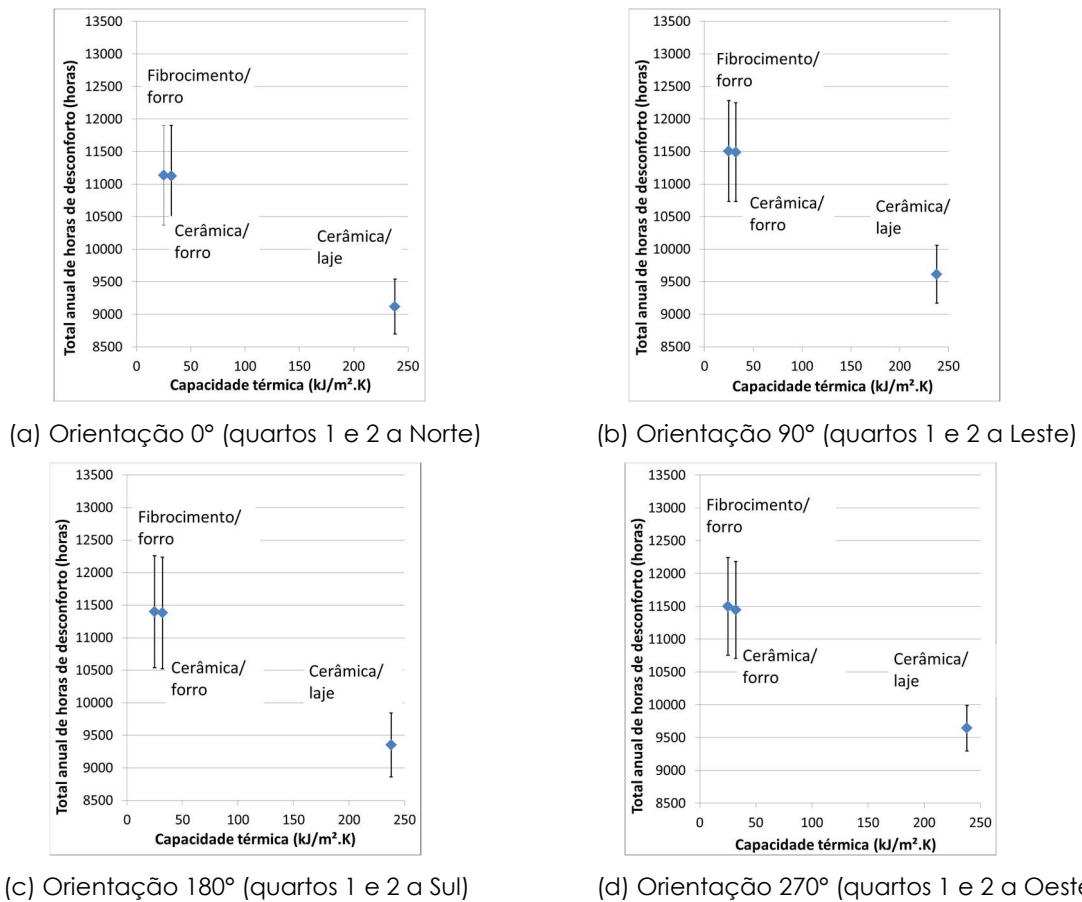 Total anual de horas de desconforto (horas)
13500
13000
12500
12000
11500
11000
10500
10000
9500
9000
8500
Fibrocimento/
forro
Cerâmica/
forro
Cerâmica/
laje
0 50 100 150 200 250
Capacidade térmica (kJ/m².K)
(a) Orientação 0° (quartos 1 e 2 a Norte)
Total anual de horas de desconforto (horas)
13500
13000
12500
12000
11500
11000
10500
10000
9500
9000
8500
Fibrocimento/
forro
Cerâmica/
forro
Cerâmica/
laje
0 50 100 150 200 250
Capacidade térmica (kJ/m².K)
(b) Orientação 90° (quartos 1 e 2 a Leste)
Total anual de horas de desconforto (horas)
13500
13000
12500
12000
11500
11000
10500
10000
9500
9000
8500
Fibrocimento/
forro
Cerâmica/
forro
Cerâmica/
laje
0 50 100 150 200 250
Capacidade térmica (kJ/m².K)
(c) Orientação 180° (quartos 1 e 2 a Sul)
Total anual de horas de desconforto (horas)
13500
13000
12500
12000
11500
11000
10500
10000
9500
9000
8500
Fibrocimento/
forro
Cerâmica/
forro
Cerâmica/
laje
0 50 100 150 200 250
Capacidade térmica (kJ/m².K)
(d) Orientação 270° (quartos 1 e 2 a Oeste